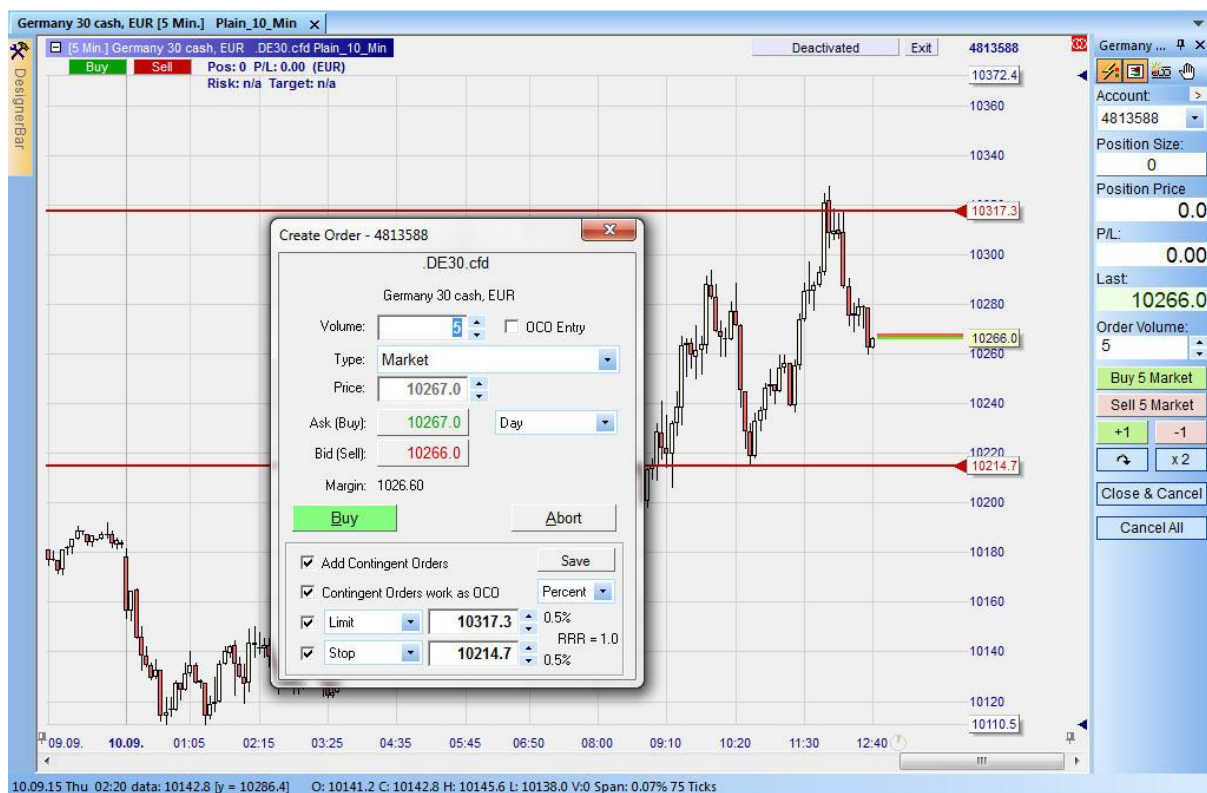 Germany 30 cash, EUR [5 Min.] Plain_10_Min x
DesignerBar
[5 Min.] Germany 30 cash, EUR .DE30.cfd Plain_10_Min
Deactivated
Exit
4813588
Buy
Sell
Pos: 0 P/L: 0.00 (EUR)
Risk: n/a Target: n/a
10372.4
10360
10340
10317.3
10300
10280
10266.0
10260
10240
10220
10214.7
10200
10180
10160
10140
10120
10110.5
Create Order - 4813588
.DE30.cfd
Germany 30 cash, EUR
Volume: 5 OCO Entry
Type: Market
Price: 10267.0
Ask (Buy): 10267.0 Day
Bid (Sell): 10266.0
Margin: 1026.60
Buy Abort
Add Contingent Orders Save
Contingent Orders work as OCO Percent
Limit 10317.3 0.5%
RRR = 1.0
Stop 10214.7 0.5%
09.09. 10.09. 01:05 02:15 03:25 04:35 05:45 06:50 08:00 09:10 10:20 11:30 12:40
10.09.15 Thu 02:20 data: 10142.8 [y = 10286.4] O: 10141.2 C: 10142.8 H: 10145.6 L: 10138.0 V:0 Span: 0.07% 75 Ticks
Germany ...
Account: >
4813588
Position Size:
0
Position Price
0.0
P/L:
0.00
Last:
10266.0
Order Volume:
5
Buy 5 Market
Sell 5 Market
+1 -1
x 2
Close & Cancel
Cancel All